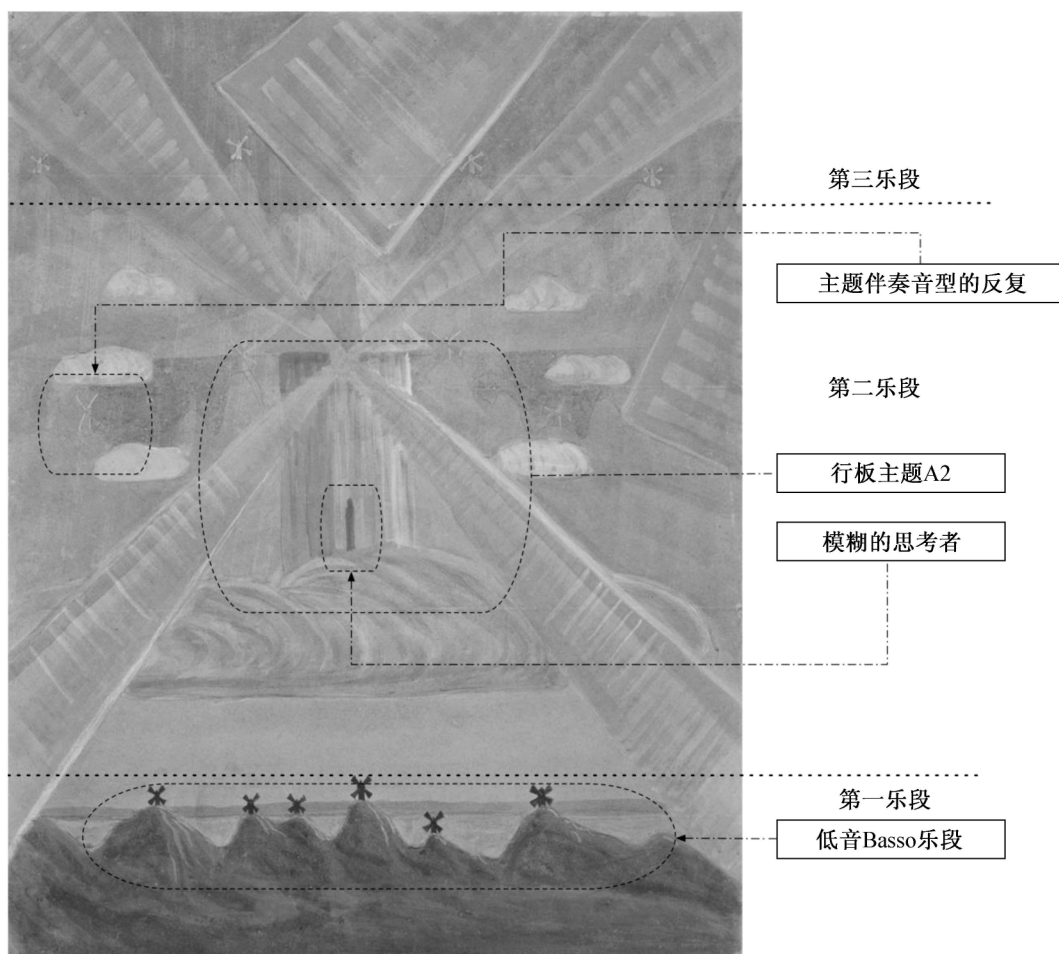 第三乐段
主题伴奏音型的反复
第二乐段
行板主题A2
模糊的思考者
第一乐段
低音Basso乐段